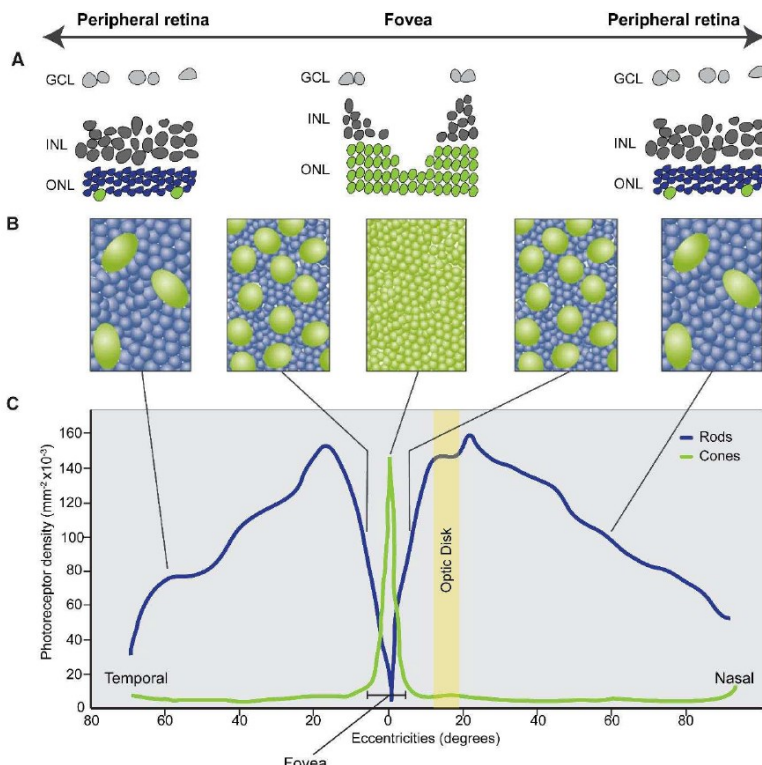 Peripheral retina Fovea Peripheral retina
A
GCL GCL GCL
INL INL INL
ONL ONL ONL
B
C
160
140
120
100
80
60
40
20
0
Photoreceptor density (mm⁻²x10⁻³)
Rods
Cones
Optic Disk
Temporal Nasal
80 60 40 20 0 20 40 60 80
Eccentricities (degrees)
Fovea